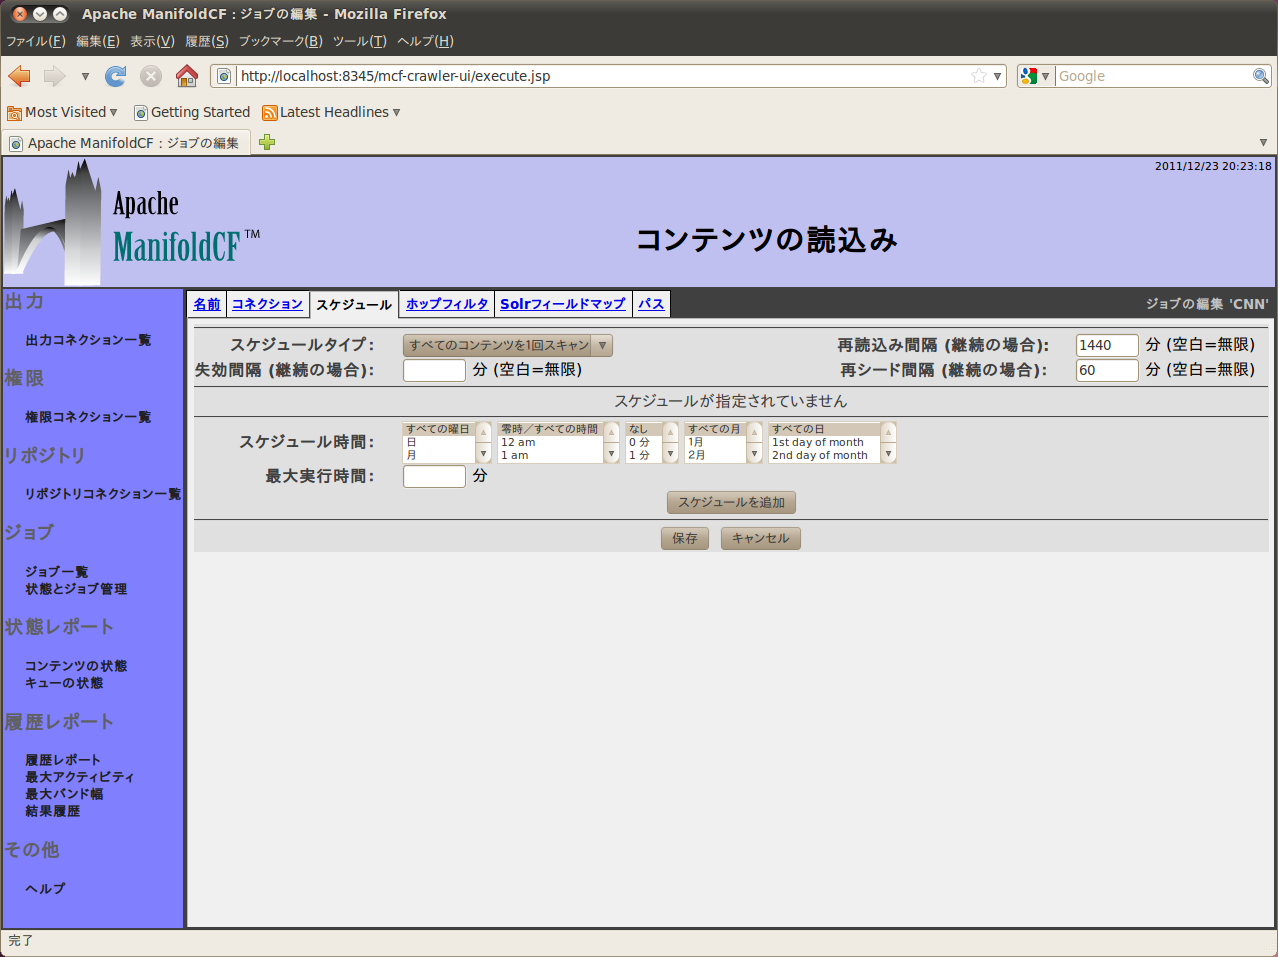 Apache ManifoldCF : ジョブの編集 - Mozilla Firefox
ファイル(F) 編集(E) 表示(V) 履歴(S) ブックマーク(B) ツール(T) ヘルプ(H)
http://localhost:8345/mcf-crawler-ui/execute.jsp Google
Most Visited Getting Started Latest Headlines
Apache ManifoldCF : ジョブの編集
2011/12/23 20:23:18
Apache
ManifoldCF™
コンテンツの読込み
名前 コネクション スケジュール ホップフィルタ Solrフィールドマップ パス ジョブの編集 'CNN'
出力
出力コネクション一覧
権限
権限コネクション一覧
リポジトリ
リポジトリコネクション一覧
ジョブ
ジョブ一覧
状態とジョブ管理
状態レポート
コンテンツの状態
キューの状態
履歴レポート
履歴レポート
最大アクティビティ
最大バンド幅
結果履歴
その他
ヘルプ
スケジュールタイプ: すべてのコンテンツを1回スキャン 再読込み間隔 (継続の場合): 1440 分 (空白=無限)
失効間隔 (継続の場合): 分 (空白=無限) 再シード間隔 (継続の場合): 60 分 (空白=無限)
スケジュールが指定されていません
スケジュール時間:
すべての曜日 零時／すべての時間 なし すべての月 すべての日
日 12 am 0 分 1月 1st day of month
月 1 am 1 分 2月 2nd day of month
最大実行時間: 分
スケジュールを追加
保存 キャンセル
完了